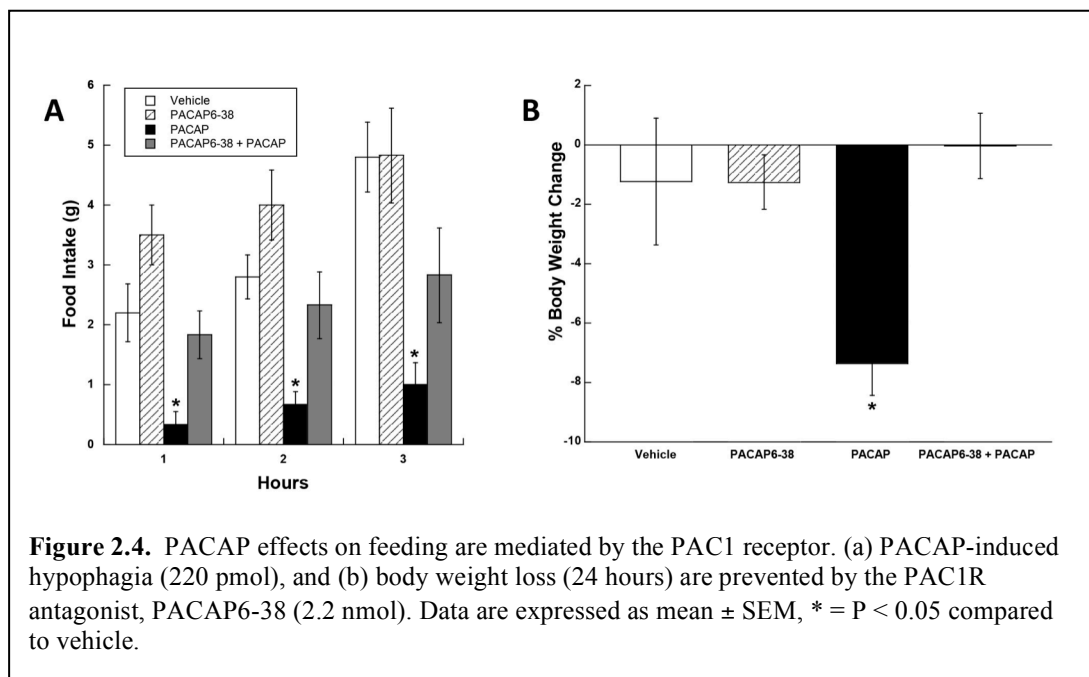 A
Vehicle
PACAP6-38
PACAP
PACAP6-38 + PACAP
Food Intake (g)
6
5
4
3
2
1
0
*
*
*
1 2 3
Hours
B
% Body Weight Change
2
0
-2
-4
-6
-8
-10
*
Vehicle PACAP6-38 PACAP PACAP6-38 + PACAP
Figure 2.4. PACAP effects on feeding are mediated by the PAC1 receptor. (a) PACAP-induced
hypophagia (220 pmol), and (b) body weight loss (24 hours) are prevented by the PAC1R
antagonist, PACAP6-38 (2.2 nmol). Data are expressed as mean ± SEM, * = P < 0.05 compared
to vehicle.